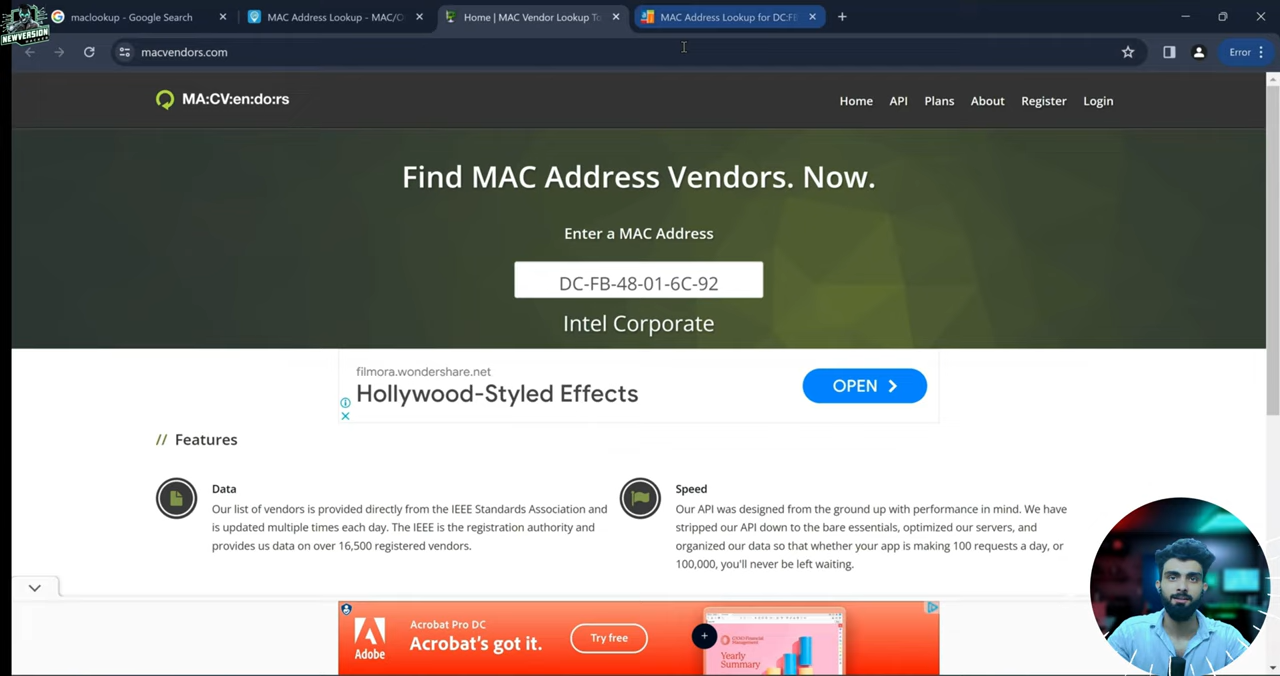 NEWVERSION
maclookup - Google Search
MAC Address Lookup - MAC/O
Home | MAC Vendor Lookup To
MAC Address Lookup for DC:FB
macvendors.com
Error
MA:CV:en:do:rs
Home
API
Plans
About
Register
Login
Find MAC Address Vendors. Now.
Enter a MAC Address
DC-FB-48-01-6C-92
Intel Corporate
filmora.wondershare.net
Hollywood-Styled Effects
OPEN
// Features
Data
Our list of vendors is provided directly from the IEEE Standards Association and
is updated multiple times each day. The IEEE is the registration authority and
provides us data on over 16,500 registered vendors.
Speed
Our API was designed from the ground up with performance in mind. We have
stripped our API down to the bare essentials, optimized our servers, and
organized our data so that whether your app is making 100 requests a day, or
100,000, you'll never be left waiting.
Adobe
Acrobat Pro DC
Acrobat's got it.
Try free
Yearly
Summary